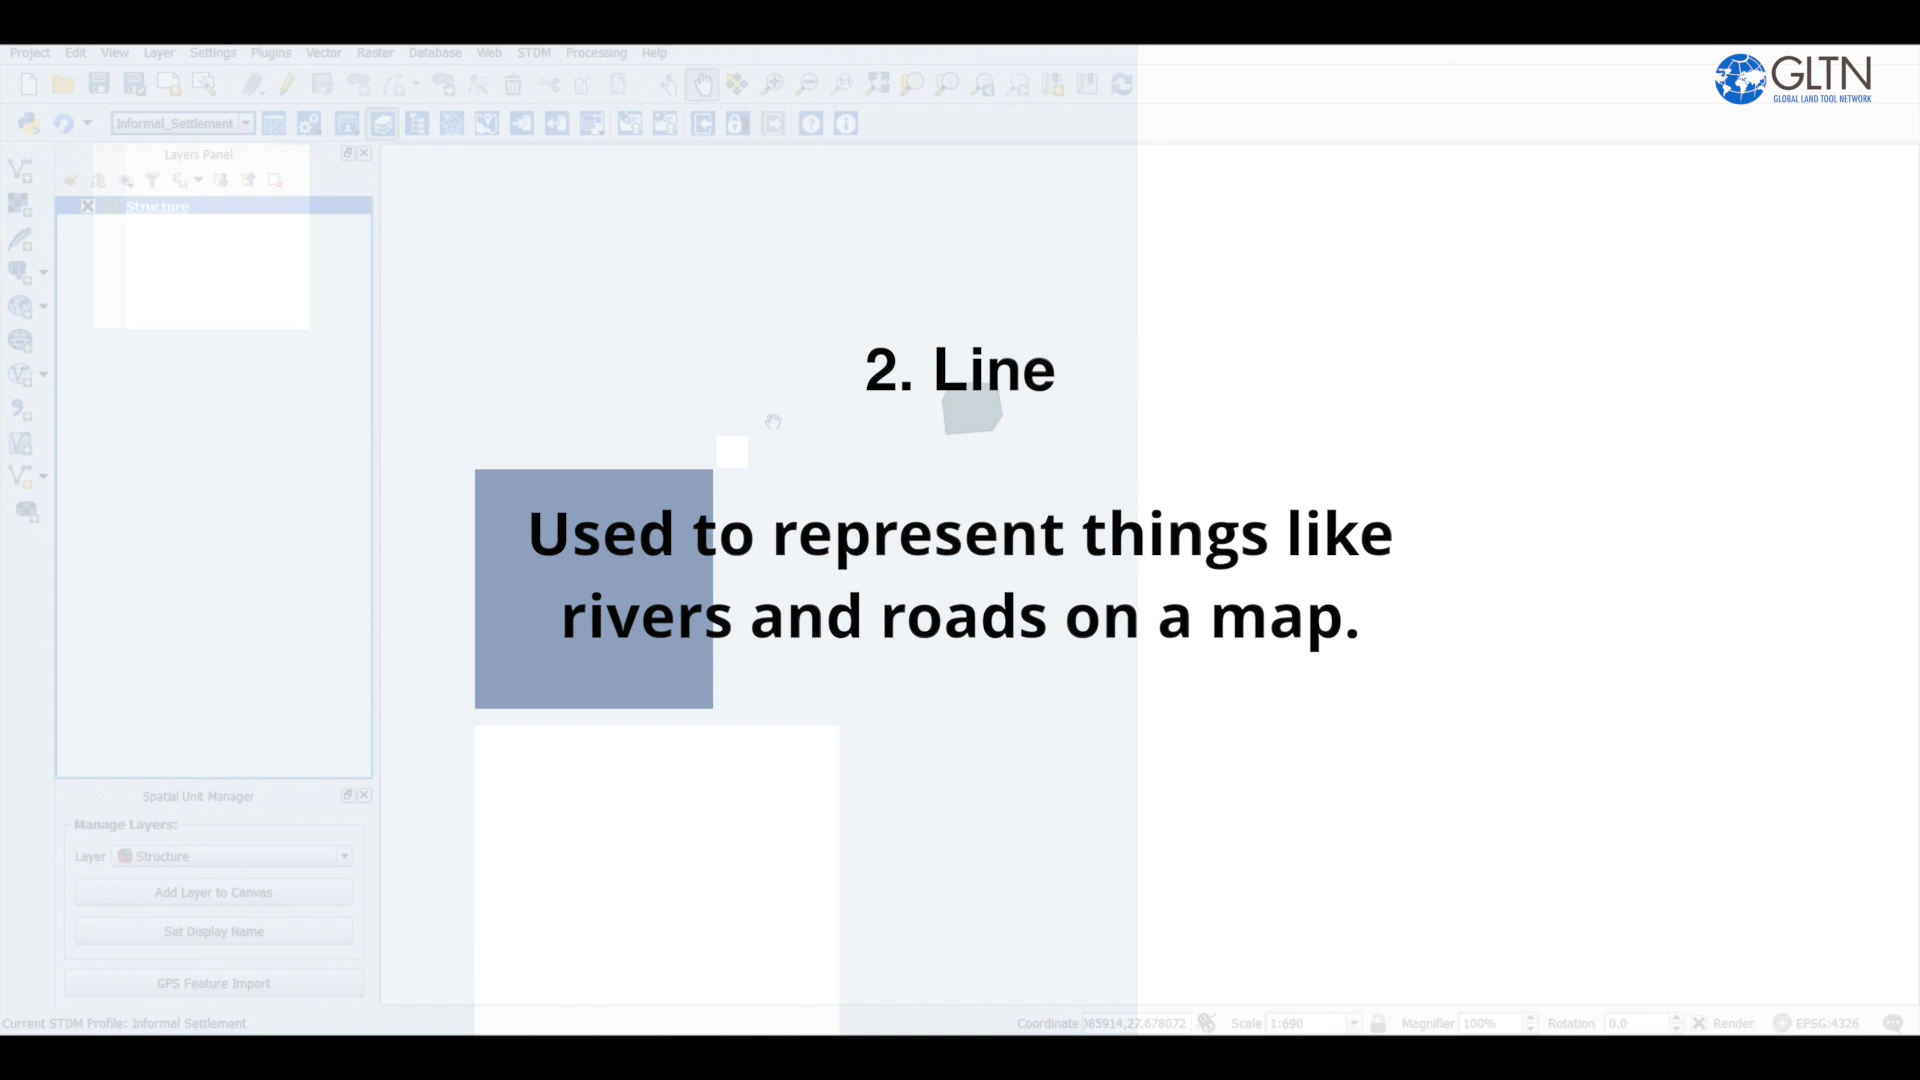 Project Edit View Layer Settings Plugins Vector Raster Database Web STDM Processing Help
GLTN
GLOBAL LAND TOOL NETWORK
Informal_Settlement
Layers Panel
Structure
2. Line
Used to represent things like
rivers and roads on a map.
Spatial Unit Manager
Manage Layers:
Layer Structure
Add Layer to Canvas
Set Display Name
GPS Feature Import
Current STDM Profile: Informal Settlement
Coordinate )85914,27.678072 Scale 1:690 Magnifier 100% Rotation 0.0 Render EPSG:4326